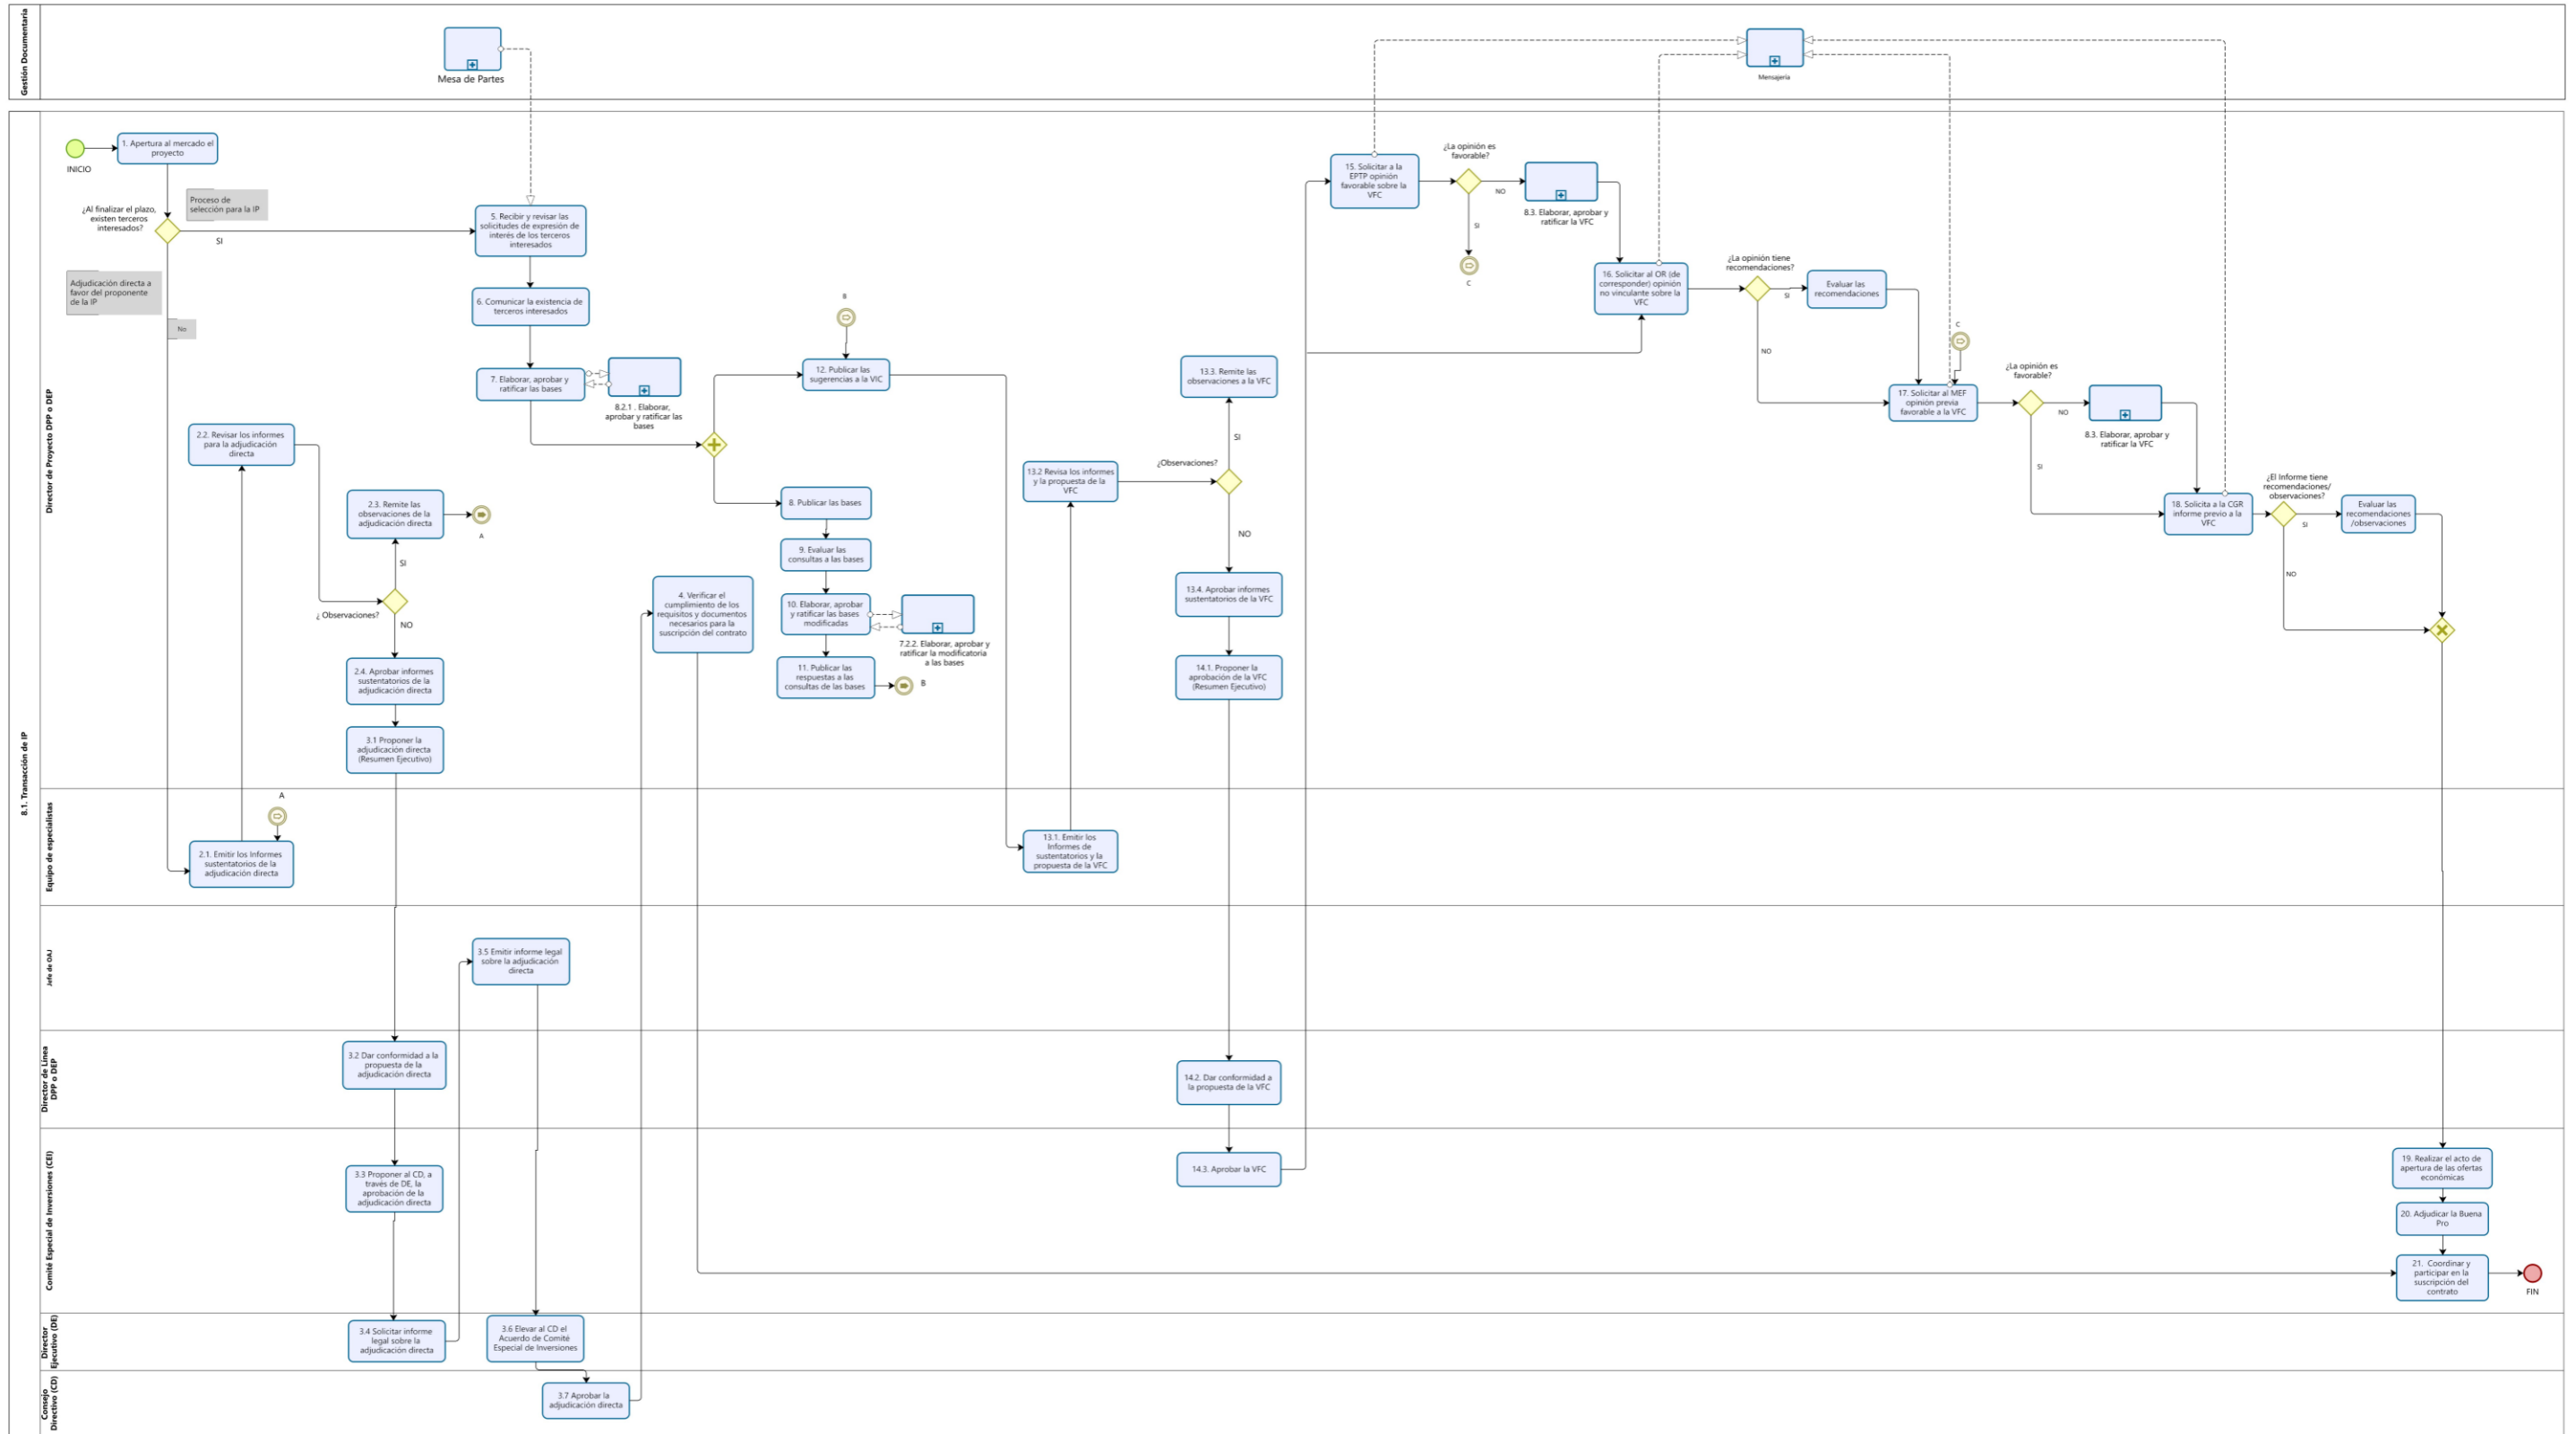 Gestión Documentaria
Mesa de Partes
Mensajería
8.1. Transacción de IP
Director de Proyecto DPP o DEP
INICIO
1. Apertura al mercado el
proyecto
¿Al finalizar el plazo,
existen terceros
interesados?
Proceso de
selección para la IP
SI
Adjudicación directa a
favor del proponente
de la IP
No
2.2. Revisar los informes
para la adjudicación
directa
2.3. Remite las
observaciones de la
adjudicación directa
A
SI
¿ Observaciones?
NO
2.4. Aprobar informes
sustentatorios de la
adjudicación directa
3.1 Proponer la
adjudicación directa
(Resumen Ejecutivo)
5. Recibir y revisar las
solicitudes de expresión de
interés de los terceros
interesados
6. Comunicar la existencia de
terceros interesados
7. Elaborar, aprobar y
ratificar las bases
8.2.1 . Elaborar,
aprobar y ratificar las
bases
4. Verificar el
cumplimiento de los
requisitos y documentos
necesarios para la
suscripción del contrato
B
12. Publicar las
sugerencias a la VIC
8. Publicar las bases
9. Evaluar las
consultas a las bases
10. Elaborar, aprobar
y ratificar las bases
modificadas
7.2.2. Elaborar, aprobar y
ratificar la modificatoria
a las bases
11. Publicar las
respuestas a las
consultas de las bases
B
13.2 Revisa los informes
y la propuesta de la
VFC
¿Observaciones?
13.3. Remite las
observaciones a la VFC
SI
NO
13.4. Aprobar informes
sustentatorios de la VFC
14.1. Proponer la
aprobación de la VFC
(Resumen Ejecutivo)
15. Solicitar a la
EPTP opinión
favorable sobre la
VFC
¿La opinión es
favorable?
NO
SI
C
8.3. Elaborar, aprobar y
ratificar la VFC
16. Solicitar al OR (de
corresponder) opinión
no vinculante sobre la
VFC
¿La opinión tiene
recomendaciones?
SI
NO
Evaluar las
recomendaciones
C
17. Solicitar al MEF
opinión previa
favorable a la VFC
¿La opinión es
favorable?
NO
SI
8.3. Elaborar, aprobar y
ratificar la VFC
18. Solicita a la CGR
informe previo a la
VFC
¿El Informe tiene
recomendaciones/
observaciones?
SI
NO
Evaluar las
recomendaciones
/observaciones
Equipo de especialistas
A
2.1. Emitir los Informes
sustentatorios de la
adjudicación directa
13.1. Emitir los
Informes de
sustentatorios y la
propuesta de la VFC
Jefe de OAJ
3.5 Emitir informe legal
sobre la adjudicación
directa
Director de Línea
DPP o DEP
3.2 Dar conformidad a la
propuesta de la
adjudicación directa
14.2. Dar conformidad a
la propuesta de la VFC
Comité Especial de Inversiones (CEI)
3.3 Proponer al CD, a
través de DE, la
aprobación de la
adjudicación directa
14.3. Aprobar la VFC
19. Realizar el acto de
apertura de las ofertas
económicas
20. Adjudicar la Buena
Pro
21. Coordinar y
participar en la
suscripción del
contrato
FIN
Director
Ejecutivo (DE)
3.4 Solicitar informe
legal sobre la
adjudicación directa
3.6 Elevar al CD el
Acuerdo de Comité
Especial de Inversiones
Consejo
Directivo (CD)
3.7 Aprobar la
adjudicación directa